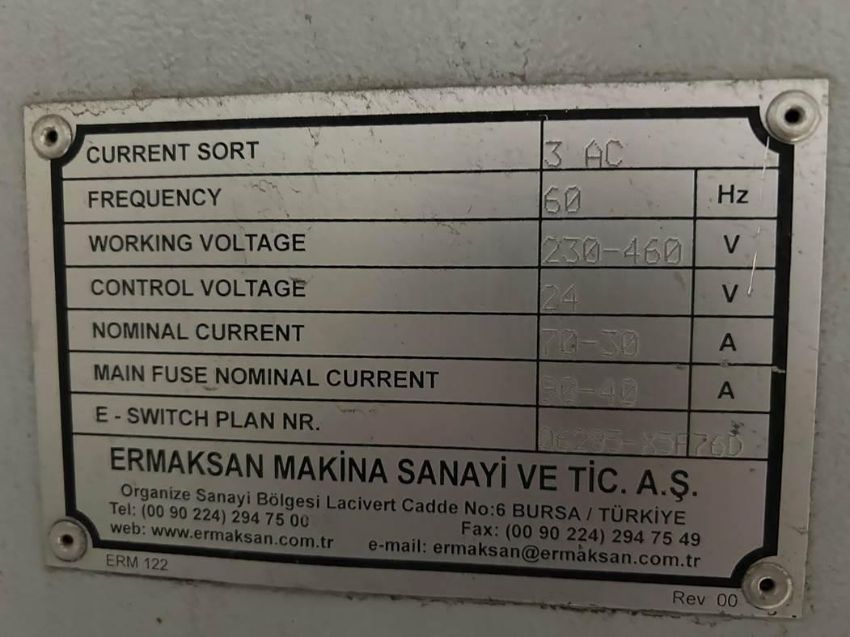 CURRENT SORT 3 AC
FREQUENCY 60 Hz
WORKING VOLTAGE 230-460 V
CONTROL VOLTAGE 24 V
NOMINAL CURRENT 70-30 A
MAIN FUSE NOMINAL CURRENT 80-40 A
E - SWITCH PLAN NR.
ERMAKSAN MAKİNA SANAYİ VE TİC. A.Ş.
Organize Sanayi Bölgesi Lacivert Cadde No:6 BURSA / TÜRKİYE
Tel: (00 90 224) 294 75 00 Fax: (00 90 224) 294 75 49
web: www.ermaksan.com.tr e-mail: ermaksan@ermaksan.com.tr
ERM 122 Rev 00